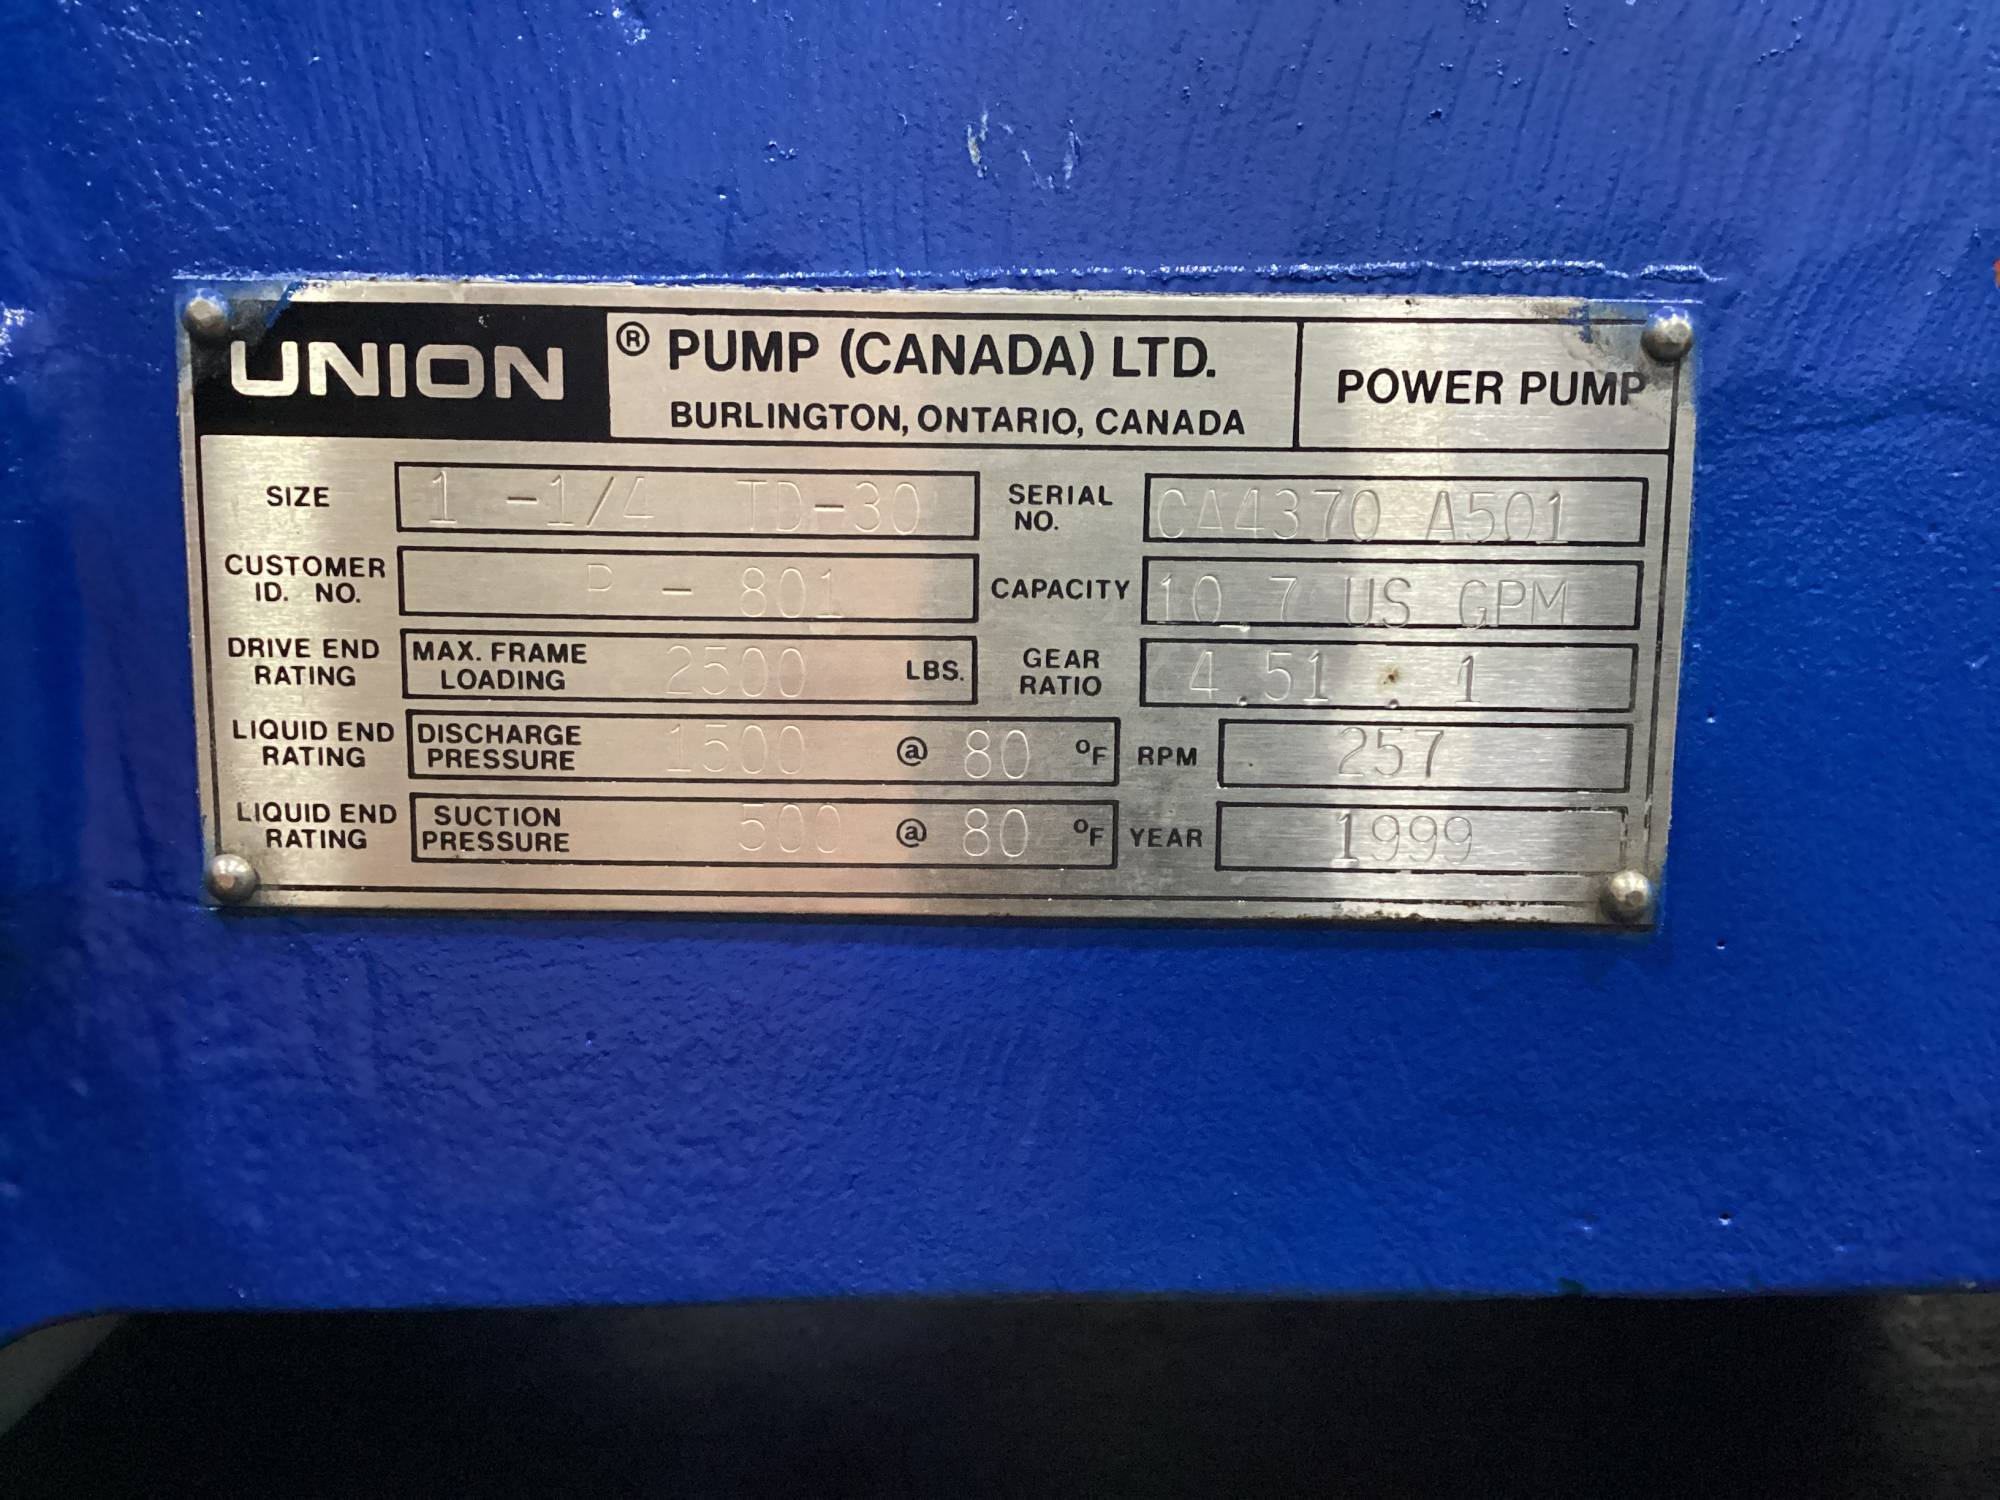 UNION ® PUMP (CANADA) LTD.
BURLINGTON, ONTARIO, CANADA
POWER PUMP
SIZE 1 -1/4 TD-30 SERIAL NO. CA4370 A501
CUSTOMER ID. NO. P - 801 CAPACITY 10.7 US GPM
DRIVE END RATING MAX. FRAME LOADING 2500 LBS. GEAR RATIO 4.51 : 1
LIQUID END RATING DISCHARGE PRESSURE 1500 @ 80 °F RPM 257
LIQUID END RATING SUCTION PRESSURE 500 @ 80 °F YEAR 1999